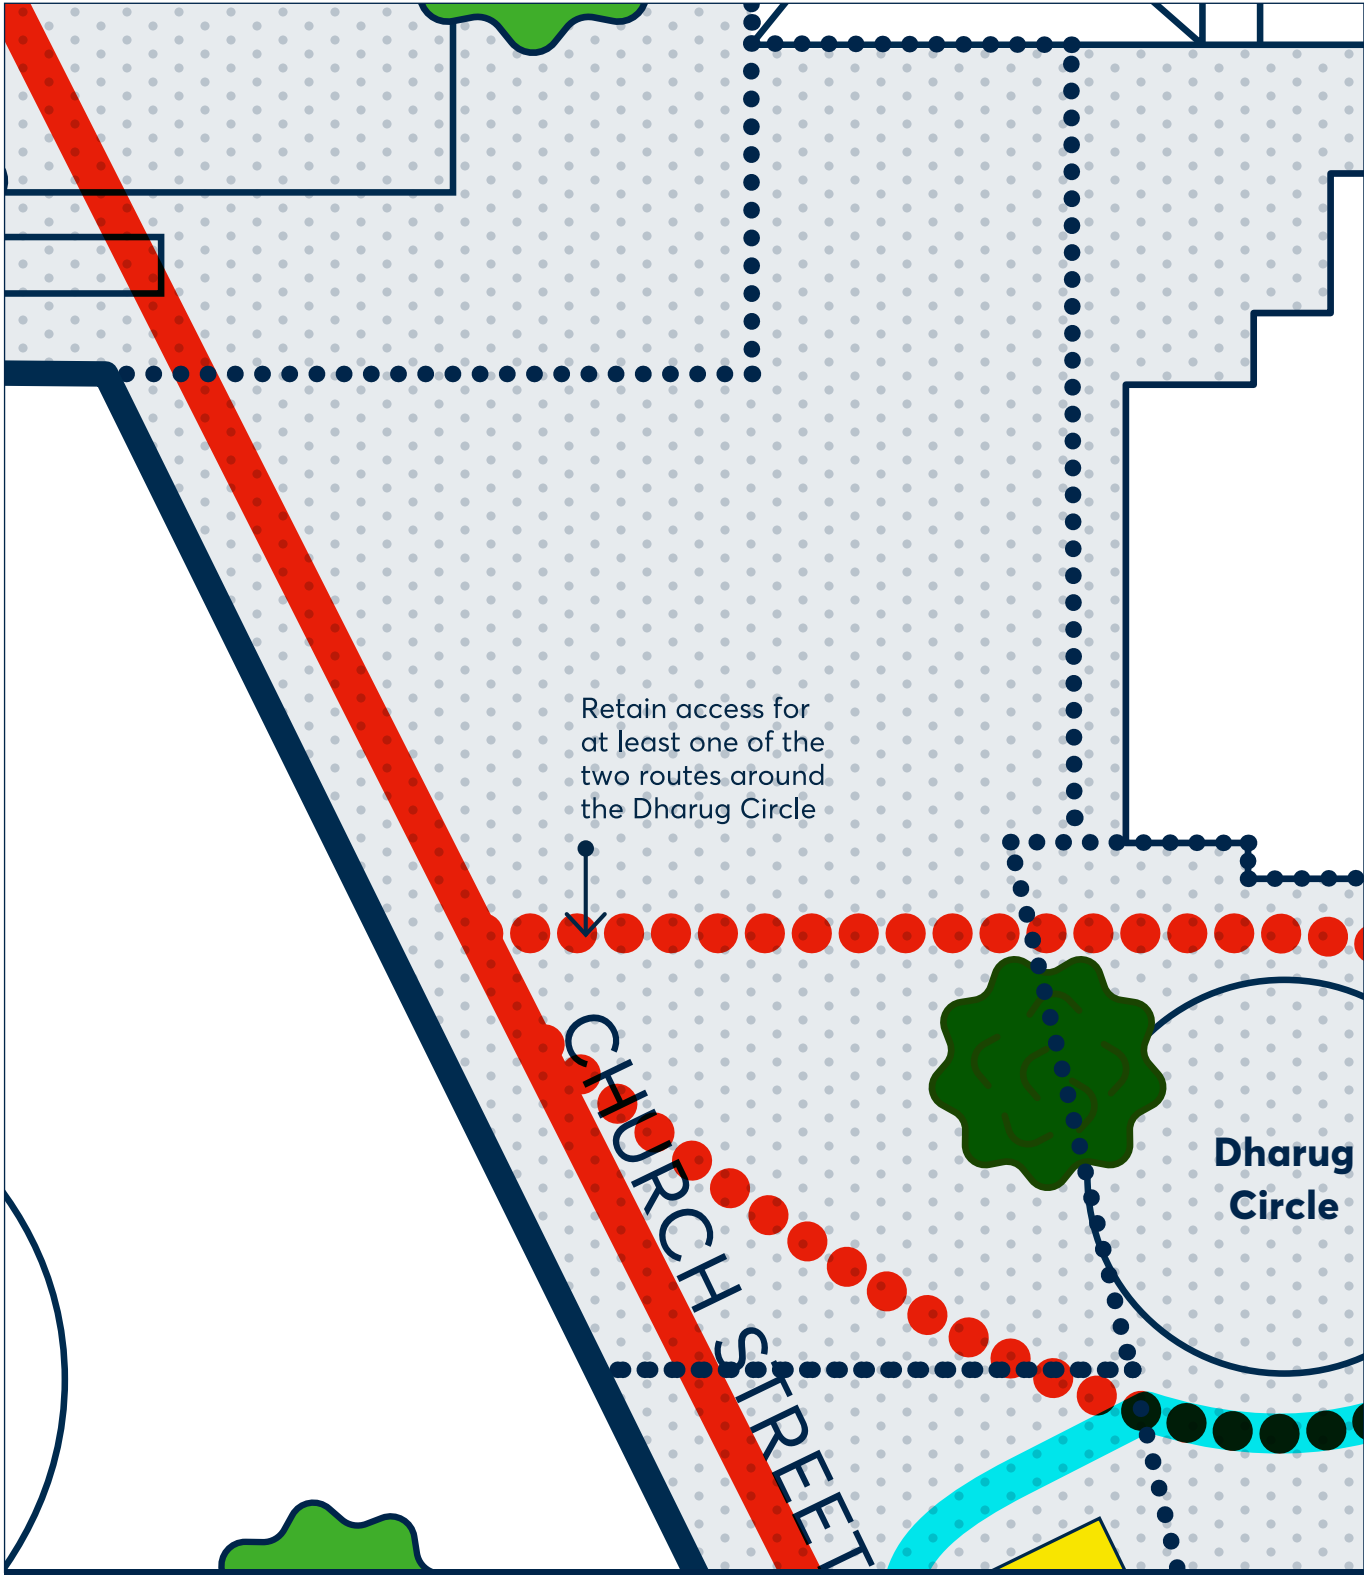 Retain access for
at least one of the
two routes around
the Dharug Circle
CHURCH STREET
Dharug
Circle